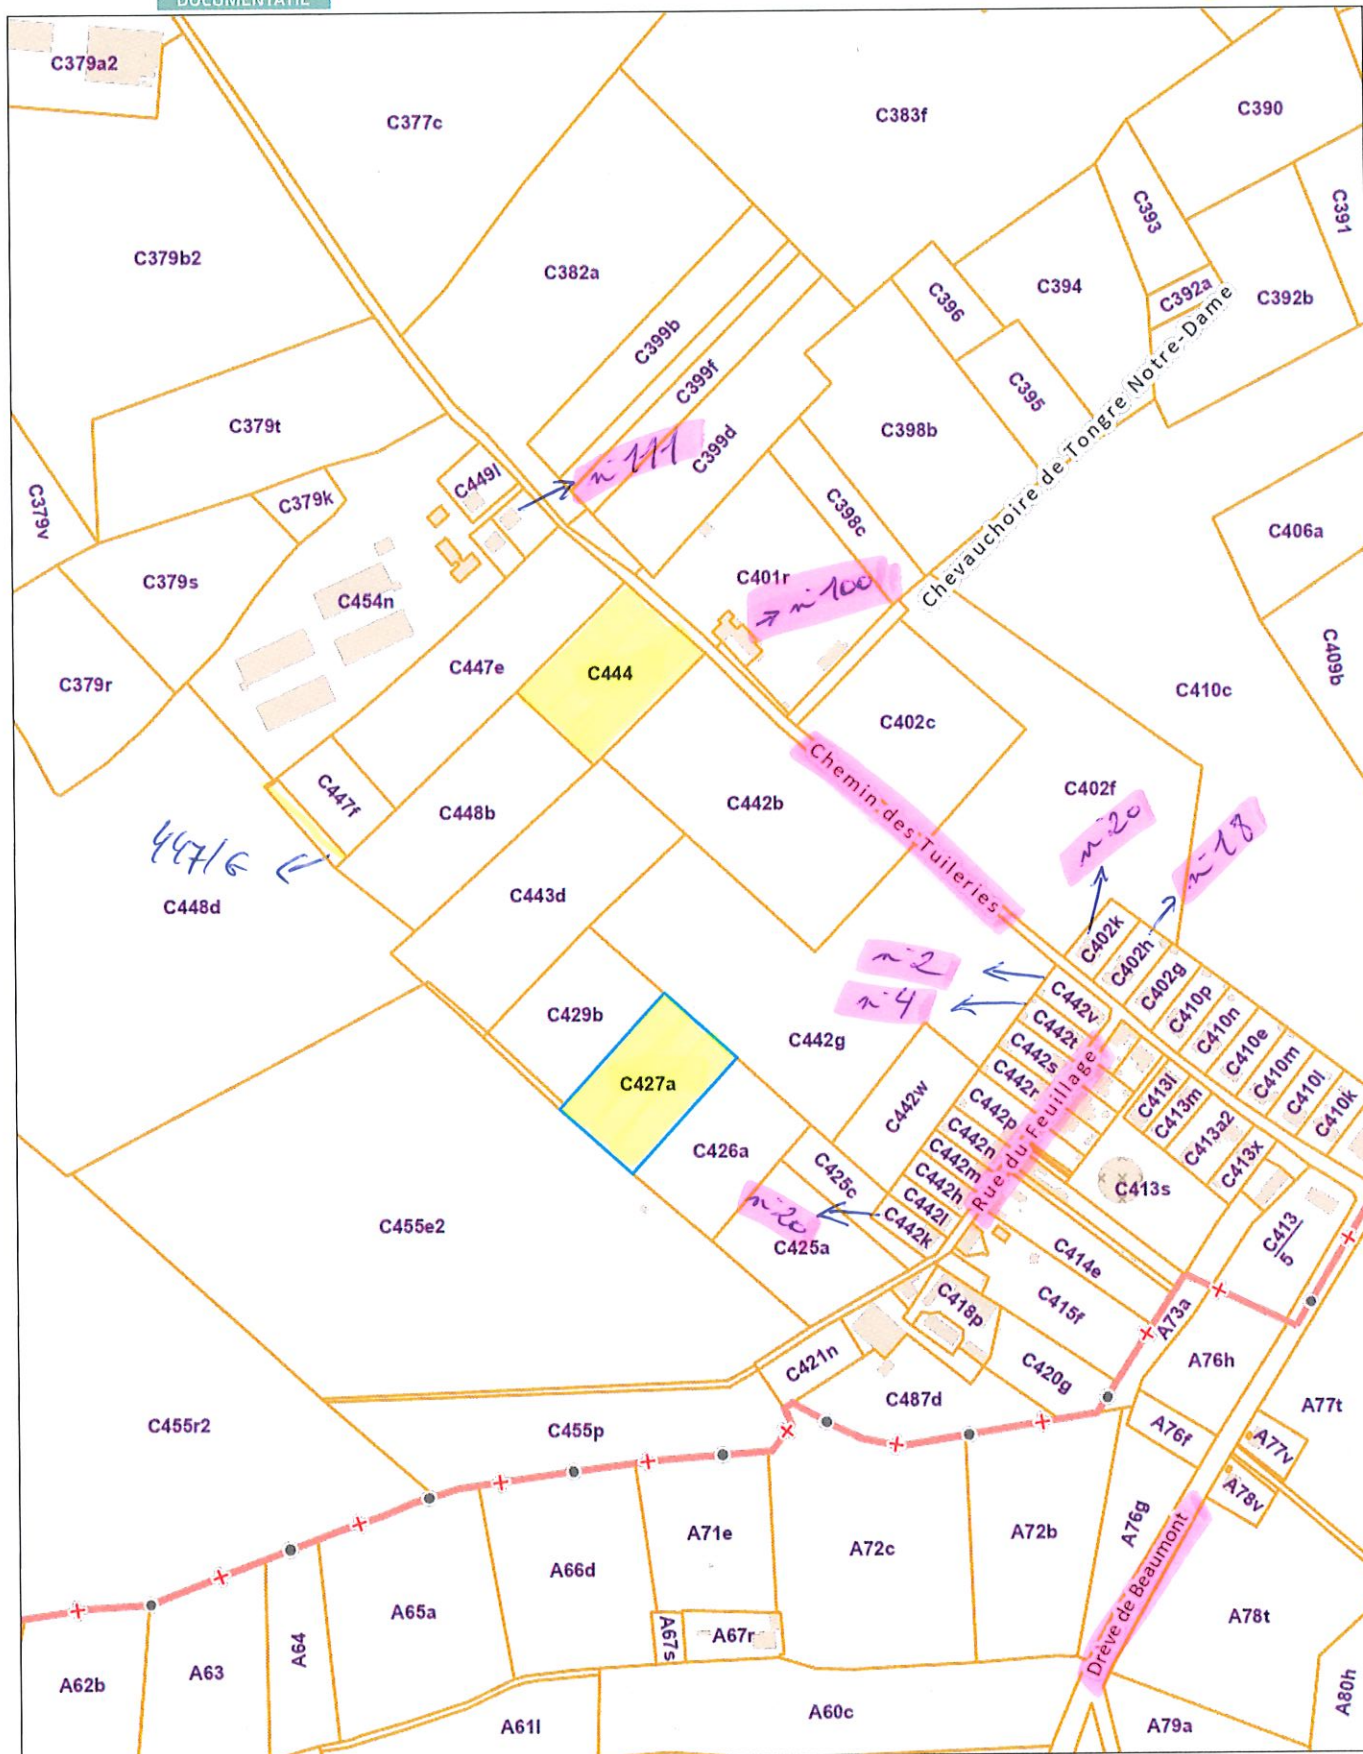 DOCUMENTATIE
C379a2
C377c
C383f
C390
C393
C391
C379b2
C382a
C394
C392a
C392b
C396
C399b
C399f
C395
Chevauchoire de Tongre Notre-Dame
C379t
C398b
C399d
n° 111
C449l
C379k
C379v
C398c
C406a
C379s
C401r
n° 100
C454n
C409b
C447e
C444
C379r
C410c
C402c
Chemin des Tuileries
C402f
C447f
C448b
C442b
n° 20
n° 18
447/G
C443d
C448d
C402k
C402h
C402g
C410p
C410n
C410e
C410m
C410l
C410k
n° 2
n° 4
C442v
C442t
C442s
C442r
C442p
C442n
C442m
C442h
C442l
C442k
Rue du Feuillage
C429b
C442g
C427a
C442w
C413l
C413m
C413a2
C413x
C413s
C426a
C425c
n° 20
C425a
C455e2
C413
5
C414e
C415f
C418p
A73a
A76h
C421n
C420g
C487d
A77t
C455r2
C455p
A76f
A77v
A78v
A76g
A71e
A72c
A72b
A66d
Drève de Beaumont
A65a
A78t
A67s
A67r
A64
A63
A62b
A80h
A60c
A61l
A79a